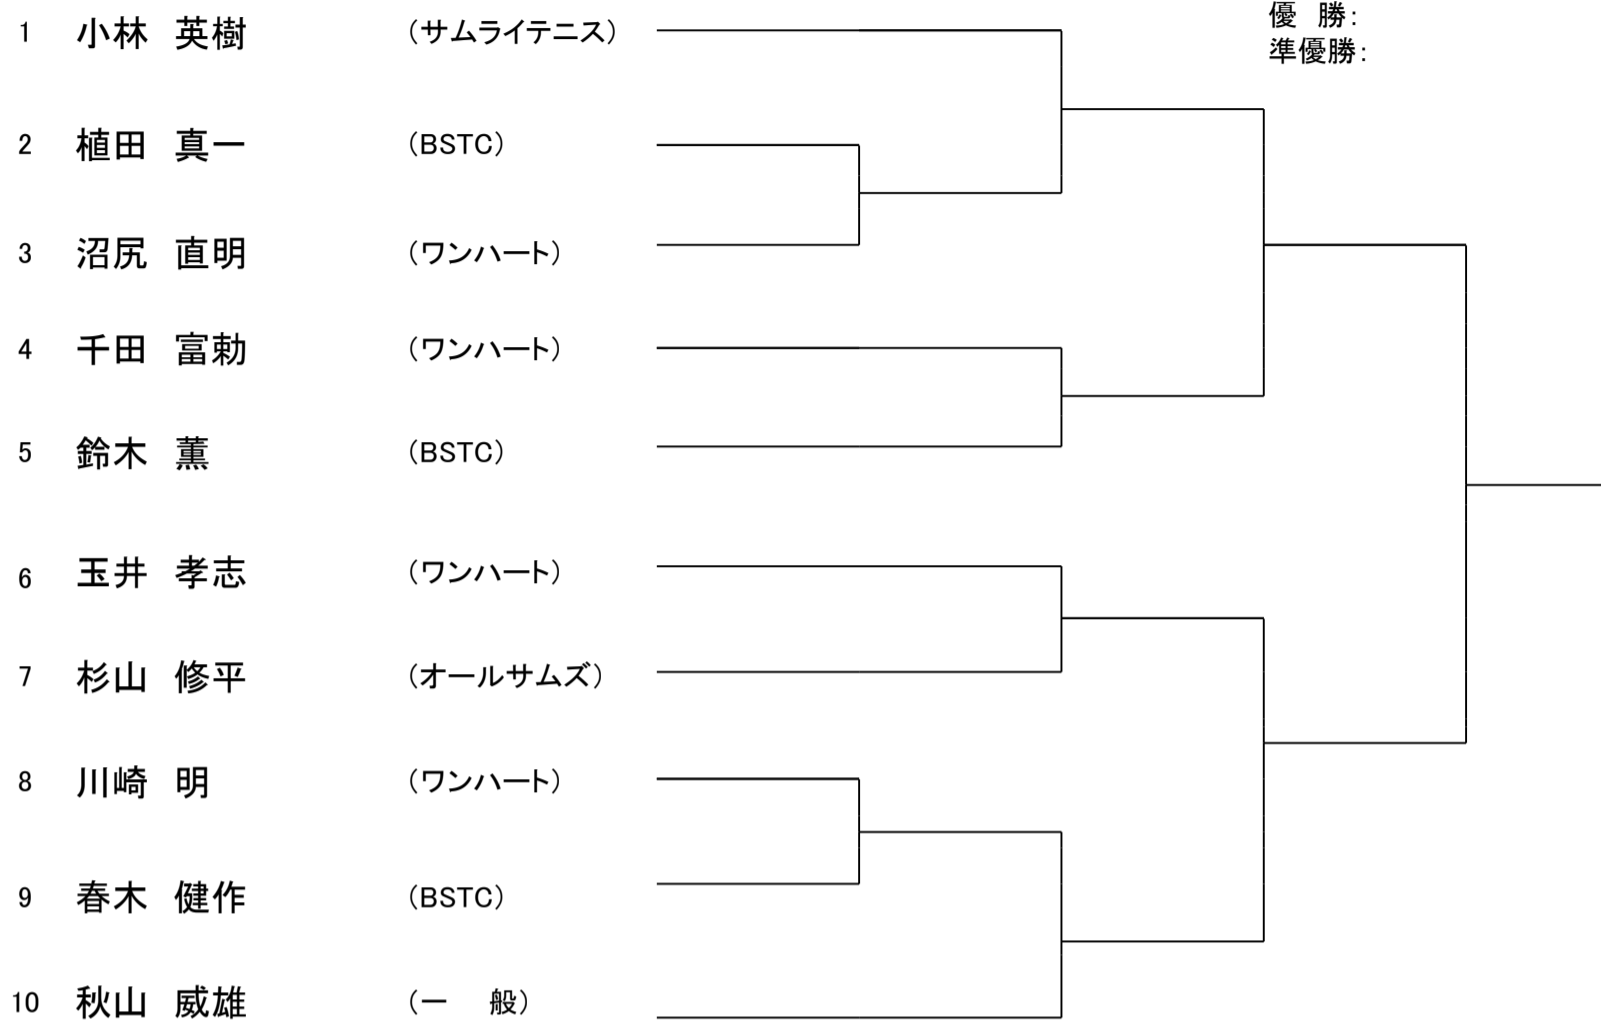 優　勝：
準優勝：
1 小林　英樹 （サムライテニス）
2 植田　真一 （BSTC）
3 沼尻　直明 （ワンハート）
4 千田　富勅 （ワンハート）
5 鈴木　薫 （BSTC）
6 玉井　孝志 （ワンハート）
7 杉山　修平 （オールサムズ）
8 川崎　明 （ワンハート）
9 春木　健作 （BSTC）
10 秋山　威雄 （一　般）